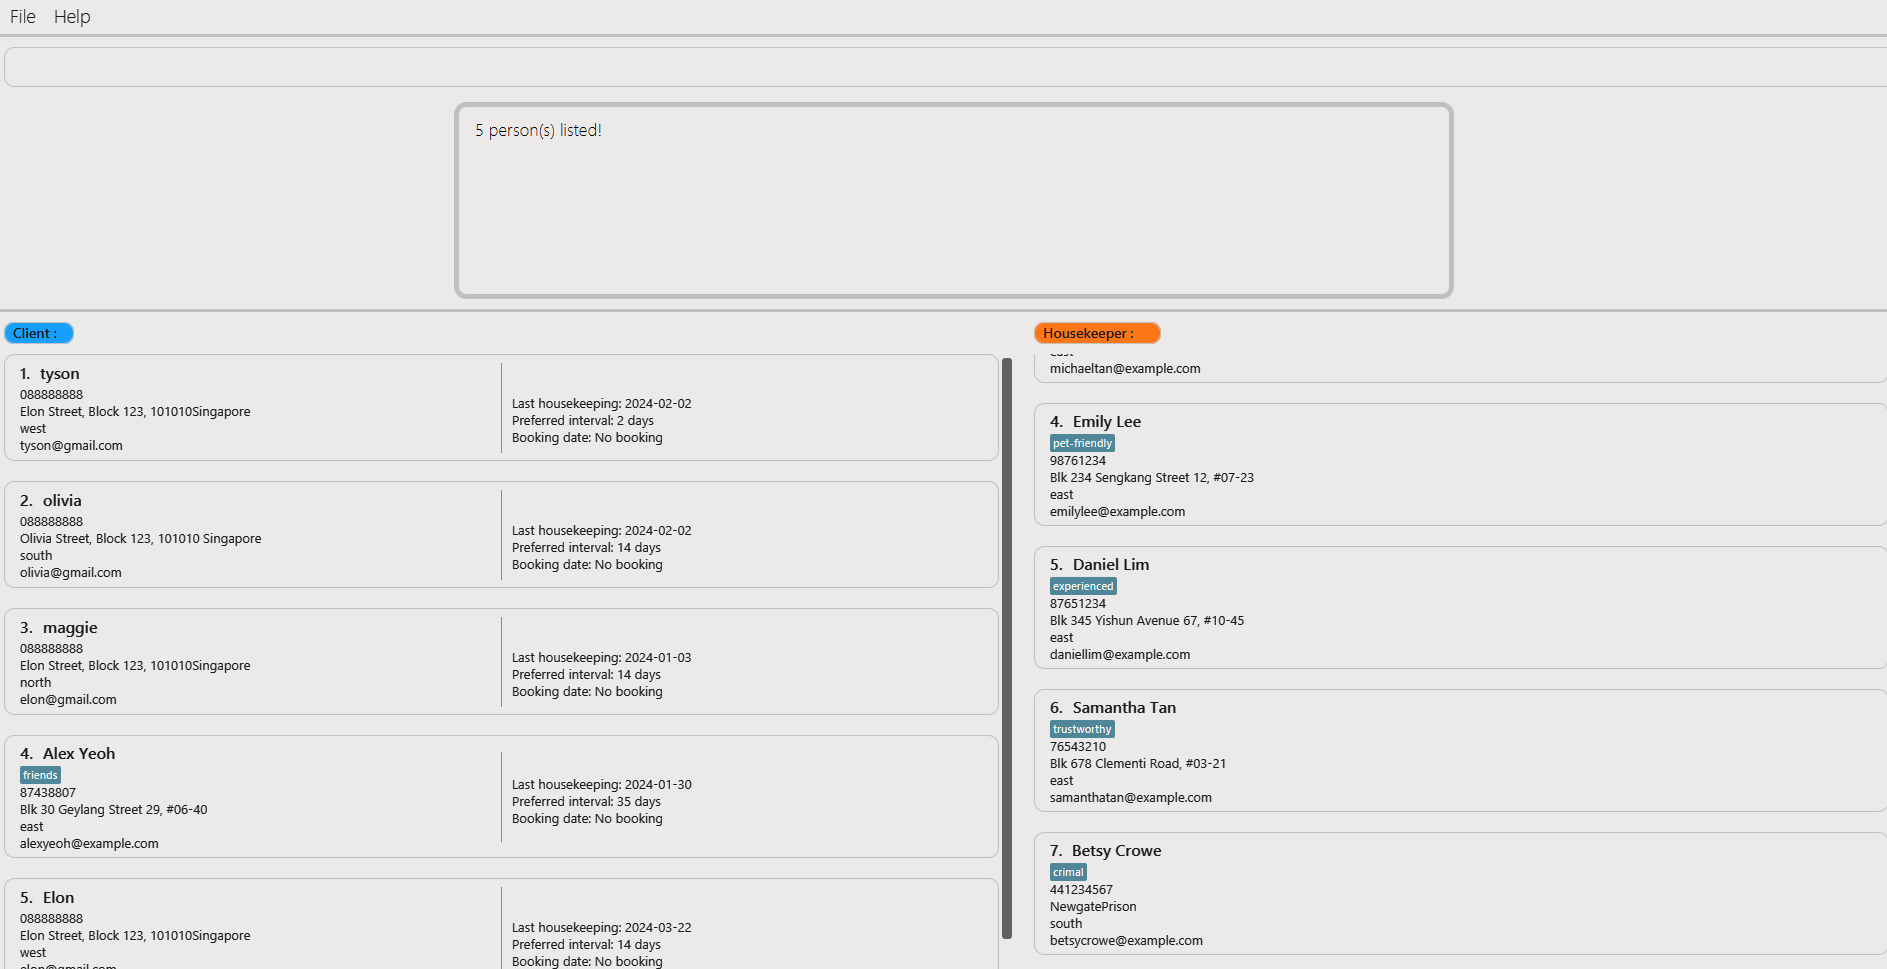 File Help
5 person(s) listed!
Client :
1. tyson
088888888
Elon Street, Block 123, 101010Singapore
west
tyson@gmail.com
Last housekeeping: 2024-02-02
Preferred interval: 2 days
Booking date: No booking
2. olivia
088888888
Olivia Street, Block 123, 101010 Singapore
south
olivia@gmail.com
Last housekeeping: 2024-02-02
Preferred interval: 14 days
Booking date: No booking
3. maggie
088888888
Elon Street, Block 123, 101010Singapore
north
elon@gmail.com
Last housekeeping: 2024-01-03
Preferred interval: 14 days
Booking date: No booking
4. Alex Yeoh
friends
87438807
Blk 30 Geylang Street 29, #06-40
east
alexyeoh@example.com
Last housekeeping: 2024-01-30
Preferred interval: 35 days
Booking date: No booking
5. Elon
088888888
Elon Street, Block 123, 101010Singapore
west
elon@gmail.com
Last housekeeping: 2024-03-22
Preferred interval: 14 days
Booking date: No booking
Housekeeper :
east
michaeltan@example.com
4. Emily Lee
pet-friendly
98761234
Blk 234 Sengkang Street 12, #07-23
east
emilylee@example.com
5. Daniel Lim
experienced
87651234
Blk 345 Yishun Avenue 67, #10-45
east
daniellim@example.com
6. Samantha Tan
trustworthy
76543210
Blk 678 Clementi Road, #03-21
east
samanthatan@example.com
7. Betsy Crowe
crimal
441234567
NewgatePrison
south
betsycrowe@example.com